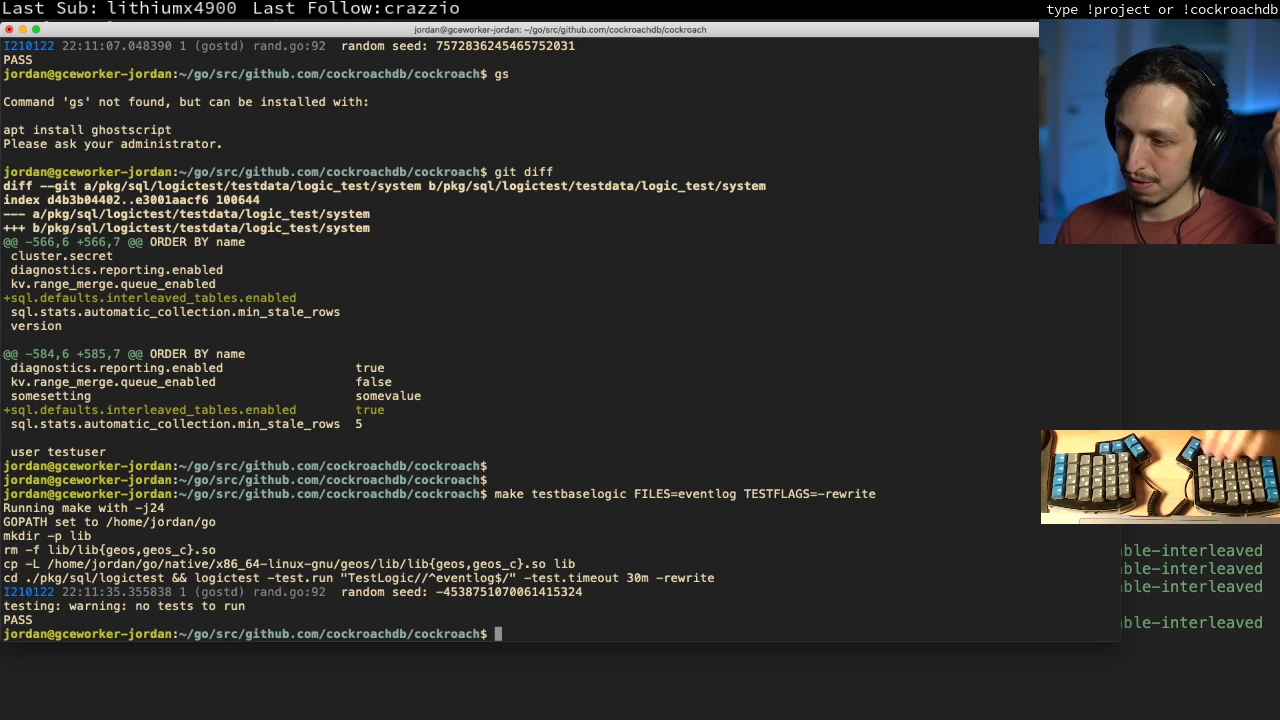 Last Sub: lithiumx4900 Last Follow:crazzio
type !project or !cockroachdb
jordan@gceworker-jordan: ~/go/src/github.com/cockroachdb/cockroach
I210122 22:11:07.048390 1 (gostd) rand.go:92  random seed: 7572836245465752031
PASS
jordan@gceworker-jordan:~/go/src/github.com/cockroachdb/cockroach$ gs
Command 'gs' not found, but can be installed with:
apt install ghostscript
Please ask your administrator.
jordan@gceworker-jordan:~/go/src/github.com/cockroachdb/cockroach$ git diff
diff --git a/pkg/sql/logictest/testdata/logic_test/system b/pkg/sql/logictest/testdata/logic_test/system
index d4b3b04402..e3001aacf6 100644
--- a/pkg/sql/logictest/testdata/logic_test/system
+++ b/pkg/sql/logictest/testdata/logic_test/system
@@ -566,6 +566,7 @@ ORDER BY name
cluster.secret
diagnostics.reporting.enabled
kv.range_merge.queue_enabled
+sql.defaults.interleaved_tables.enabled
sql.stats.automatic_collection.min_stale_rows
version
@@ -584,6 +585,7 @@ ORDER BY name
diagnostics.reporting.enabled true
kv.range_merge.queue_enabled false
somesetting somevalue
+sql.defaults.interleaved_tables.enabled true
sql.stats.automatic_collection.min_stale_rows 5
user testuser
jordan@gceworker-jordan:~/go/src/github.com/cockroachdb/cockroach$
jordan@gceworker-jordan:~/go/src/github.com/cockroachdb/cockroach$
jordan@gceworker-jordan:~/go/src/github.com/cockroachdb/cockroach$ make testbaselogic FILES=eventlog TESTFLAGS=-rewrite
Running make with -j24
GOPATH set to /home/jordan/go
mkdir -p lib
rm -f lib/lib{geos,geos_c}.so
cp -L /home/jordan/go/native/x86_64-linux-gnu/geos/lib/lib{geos,geos_c}.so lib
cd ./pkg/sql/logictest && logictest -test.run "TestLogic//^eventlog$/" -test.timeout 30m -rewrite
I210122 22:11:35.355838 1 (gostd) rand.go:92  random seed: -4538751070061415324
testing: warning: no tests to run
PASS
jordan@gceworker-jordan:~/go/src/github.com/cockroachdb/cockroach$
ble-interleaved
ble-interleaved
ble-interleaved
ble-interleaved